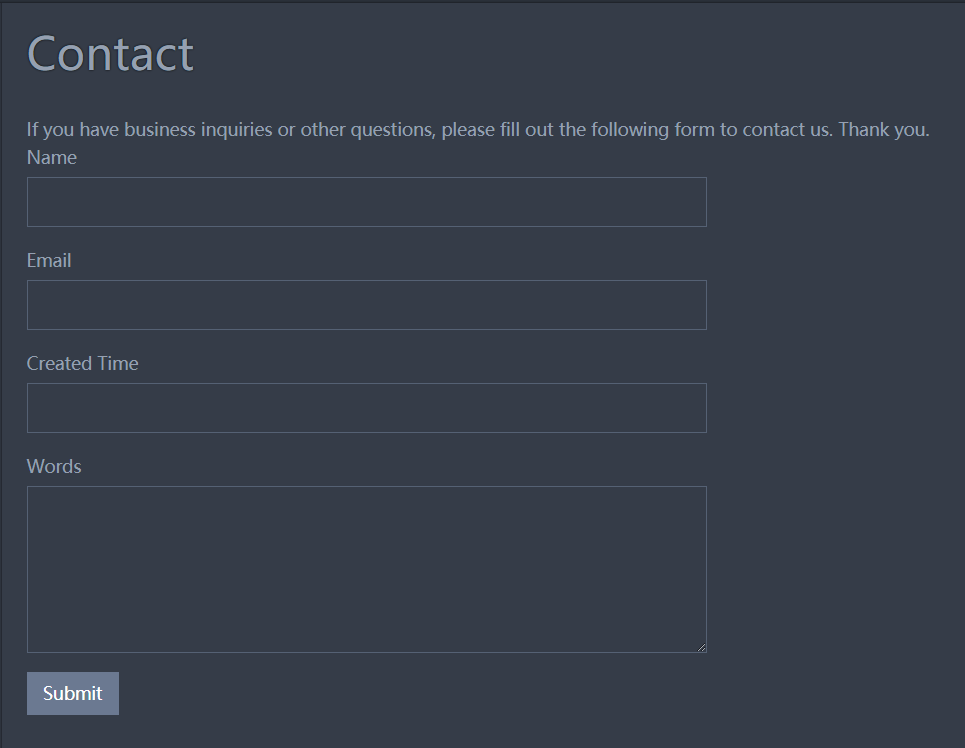 Contact
If you have business inquiries or other questions, please fill out the following form to contact us. Thank you.
Name
Email
Created Time
Words
Submit